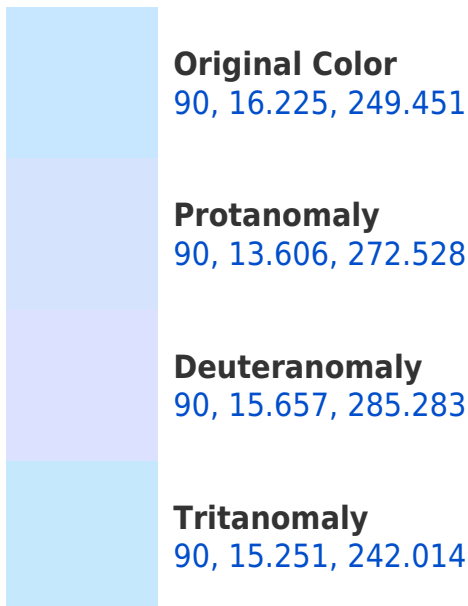 Original Color
90, 16.225, 249.451
Protanomaly
90, 13.606, 272.528
Deuteranomaly
90, 15.657, 285.283
Tritanomaly
90, 15.251, 242.014